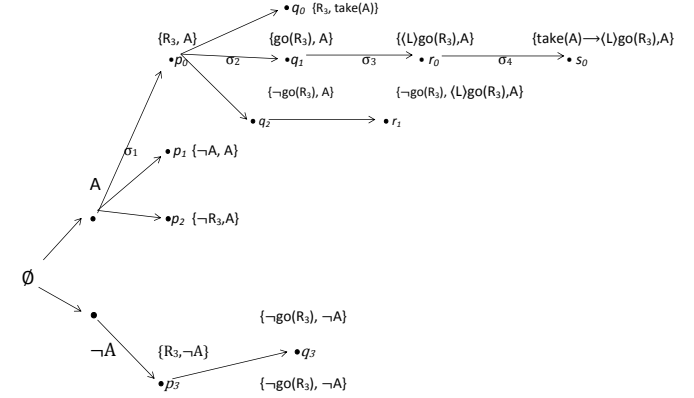 q₀ {R₃, take(A)}
{R₃, A} {go(R₃), A} {⟨L⟩go(R₃),A} {take(A)→⟨L⟩go(R₃),A}
p₀ σ₂ q₁ σ₃ r₀ σ₄ s₀
{¬go(R₃), A} {¬go(R₃), ⟨L⟩go(R₃),A}
q₂ r₁
σ₁ p₁ {¬A, A}
A
p₂ {¬R₃,A}
∅
{¬go(R₃), ¬A}
¬A {R₃,¬A} q₃
p₃ {¬go(R₃), ¬A}